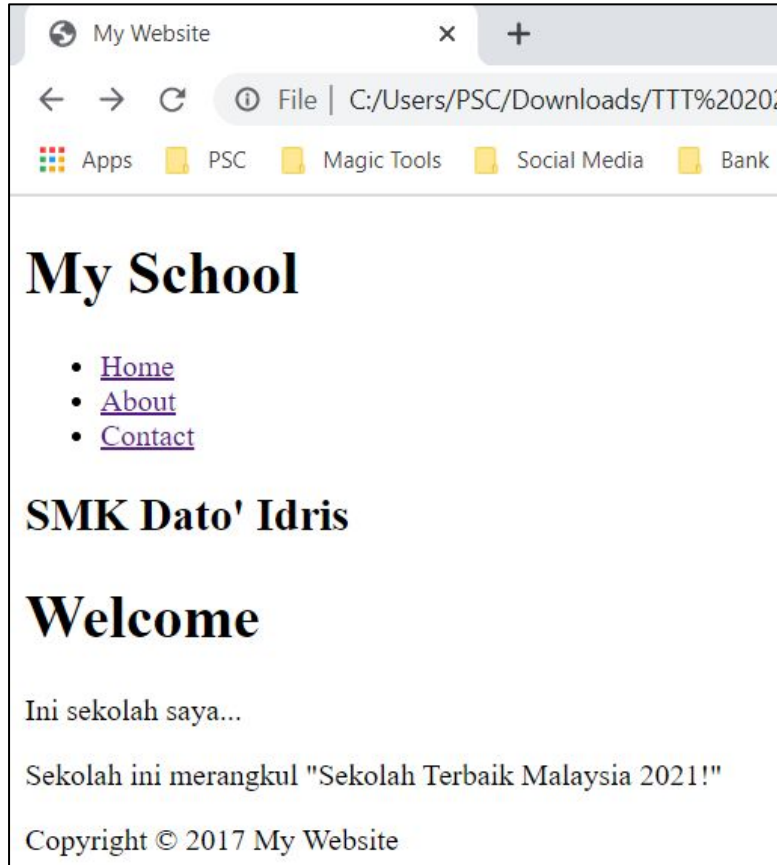 My Website
File | C:/Users/PSC/Downloads/TTT%20202
Apps PSC Magic Tools Social Media Bank
My School
Home
About
Contact
SMK Dato' Idris
Welcome
Ini sekolah saya...
Sekolah ini merangkul "Sekolah Terbaik Malaysia 2021!"
Copyright © 2017 My Website